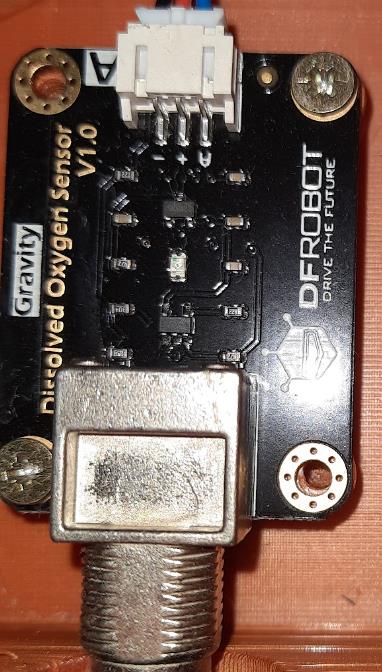 A
- + A
Gravity
Dissolved Oxygen Sensor
V1.0
DFROBOT
DRIVE THE FUTURE